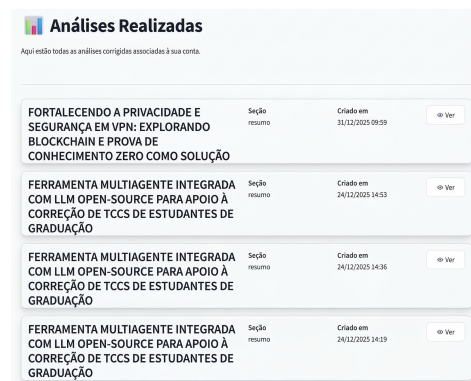 Análises Realizadas
Aqui estão todas as análises corrigidas associadas à sua conta.
FORTALECENDO A PRIVACIDADE E
SEGURANÇA EM VPN: EXPLORANDO
BLOCKCHAIN E PROVA DE
CONHECIMENTO ZERO COMO SOLUÇÃO
Seção
resumo
Criado em
31/12/2025 09:59
Ver
FERRAMENTA MULTIAGENTE INTEGRADA
COM LLM OPEN-SOURCE PARA APOIO À
CORREÇÃO DE TCCS DE ESTUDANTES DE
GRADUAÇÃO
Seção
resumo
Criado em
24/12/2025 14:53
Ver
FERRAMENTA MULTIAGENTE INTEGRADA
COM LLM OPEN-SOURCE PARA APOIO À
CORREÇÃO DE TCCS DE ESTUDANTES DE
GRADUAÇÃO
Seção
resumo
Criado em
24/12/2025 14:36
Ver
FERRAMENTA MULTIAGENTE INTEGRADA
COM LLM OPEN-SOURCE PARA APOIO À
CORREÇÃO DE TCCS DE ESTUDANTES DE
GRADUAÇÃO
Seção
resumo
Criado em
24/12/2025 14:19
Ver